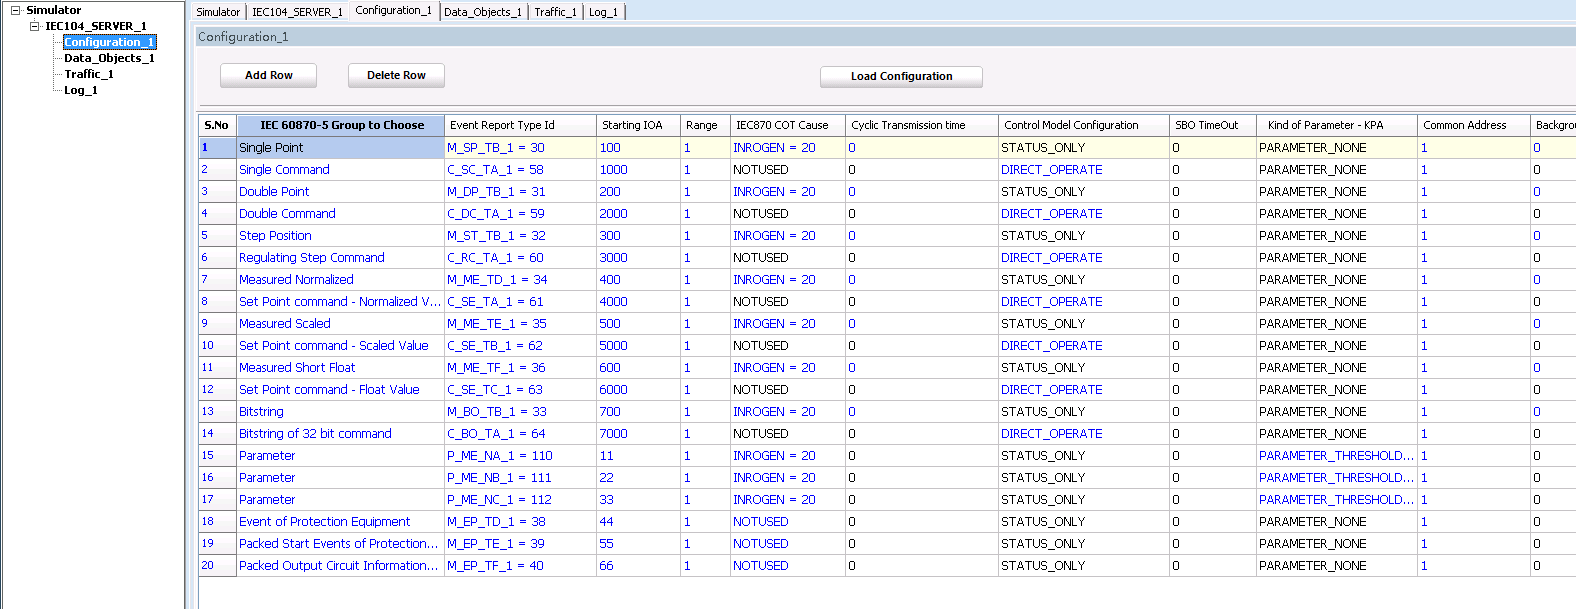 Simulator
IEC104_SERVER_1
Configuration_1
Data_Objects_1
Traffic_1
Log_1
Simulator IEC104_SERVER_1 Configuration_1 Data_Objects_1 Traffic_1 Log_1
Configuration_1
Add Row Delete Row Load Configuration
S.No IEC 60870-5 Group to Choose Event Report Type Id Starting IOA Range IEC870 COT Cause Cyclic Transmission time Control Model Configuration SBO TimeOut Kind of Parameter - KPA Common Address Backgrou
1 Single Point M_SP_TB_1 = 30 100 1 INROGEN = 20 0 STATUS_ONLY 0 PARAMETER_NONE 1 0
2 Single Command C_SC_TA_1 = 58 1000 1 NOTUSED 0 DIRECT_OPERATE 0 PARAMETER_NONE 1 0
3 Double Point M_DP_TB_1 = 31 200 1 INROGEN = 20 0 STATUS_ONLY 0 PARAMETER_NONE 1 0
4 Double Command C_DC_TA_1 = 59 2000 1 NOTUSED 0 DIRECT_OPERATE 0 PARAMETER_NONE 1 0
5 Step Position M_ST_TB_1 = 32 300 1 INROGEN = 20 0 STATUS_ONLY 0 PARAMETER_NONE 1 0
6 Regulating Step Command C_RC_TA_1 = 60 3000 1 NOTUSED 0 DIRECT_OPERATE 0 PARAMETER_NONE 1 0
7 Measured Normalized M_ME_TD_1 = 34 400 1 INROGEN = 20 0 STATUS_ONLY 0 PARAMETER_NONE 1 0
8 Set Point command - Normalized V... C_SE_TA_1 = 61 4000 1 NOTUSED 0 DIRECT_OPERATE 0 PARAMETER_NONE 1 0
9 Measured Scaled M_ME_TE_1 = 35 500 1 INROGEN = 20 0 STATUS_ONLY 0 PARAMETER_NONE 1 0
10 Set Point command - Scaled Value C_SE_TB_1 = 62 5000 1 NOTUSED 0 DIRECT_OPERATE 0 PARAMETER_NONE 1 0
11 Measured Short Float M_ME_TF_1 = 36 600 1 INROGEN = 20 0 STATUS_ONLY 0 PARAMETER_NONE 1 0
12 Set Point command - Float Value C_SE_TC_1 = 63 6000 1 NOTUSED 0 DIRECT_OPERATE 0 PARAMETER_NONE 1 0
13 Bitstring M_BO_TB_1 = 33 700 1 INROGEN = 20 0 STATUS_ONLY 0 PARAMETER_NONE 1 0
14 Bitstring of 32 bit command C_BO_TA_1 = 64 7000 1 NOTUSED 0 DIRECT_OPERATE 0 PARAMETER_NONE 1 0
15 Parameter P_ME_NA_1 = 110 11 1 INROGEN = 20 0 STATUS_ONLY 0 PARAMETER_THRESHOLD... 1 0
16 Parameter P_ME_NB_1 = 111 22 1 INROGEN = 20 0 STATUS_ONLY 0 PARAMETER_THRESHOLD... 1 0
17 Parameter P_ME_NC_1 = 112 33 1 INROGEN = 20 0 STATUS_ONLY 0 PARAMETER_THRESHOLD... 1 0
18 Event of Protection Equipment M_EP_TD_1 = 38 44 1 NOTUSED 0 STATUS_ONLY 0 PARAMETER_NONE 1 0
19 Packed Start Events of Protection... M_EP_TE_1 = 39 55 1 NOTUSED 0 STATUS_ONLY 0 PARAMETER_NONE 1 0
20 Packed Output Circuit Information... M_EP_TF_1 = 40 66 1 NOTUSED 0 STATUS_ONLY 0 PARAMETER_NONE 1 0